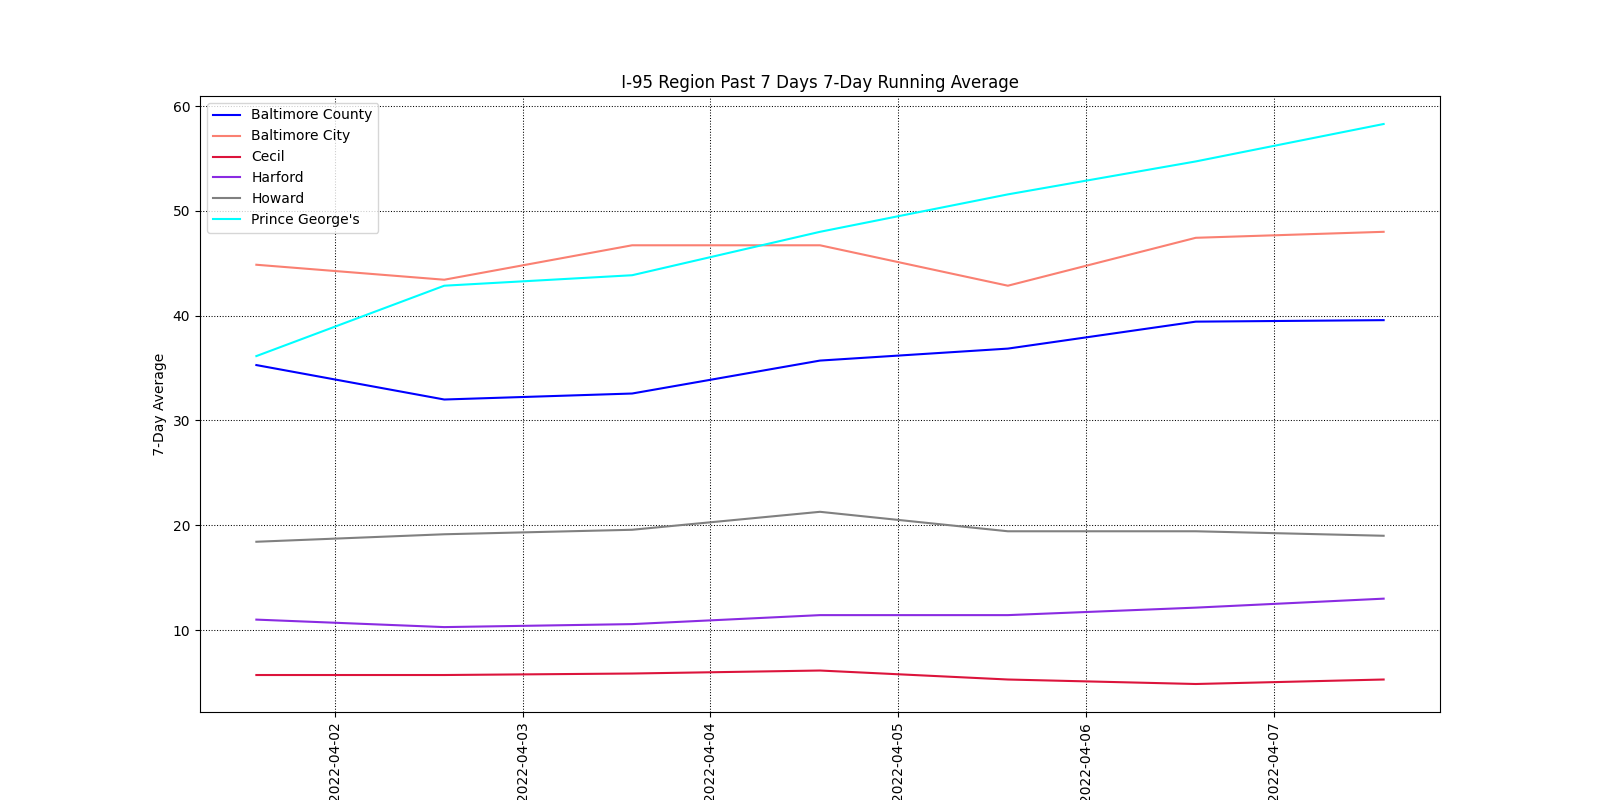 I-95 Region Past 7 Days 7-Day Running Average
Baltimore County
Baltimore City
Cecil
Harford
Howard
Prince George's
7-Day Average
60
50
40
30
20
10
2022-04-02
2022-04-03
2022-04-04
2022-04-05
2022-04-06
2022-04-07